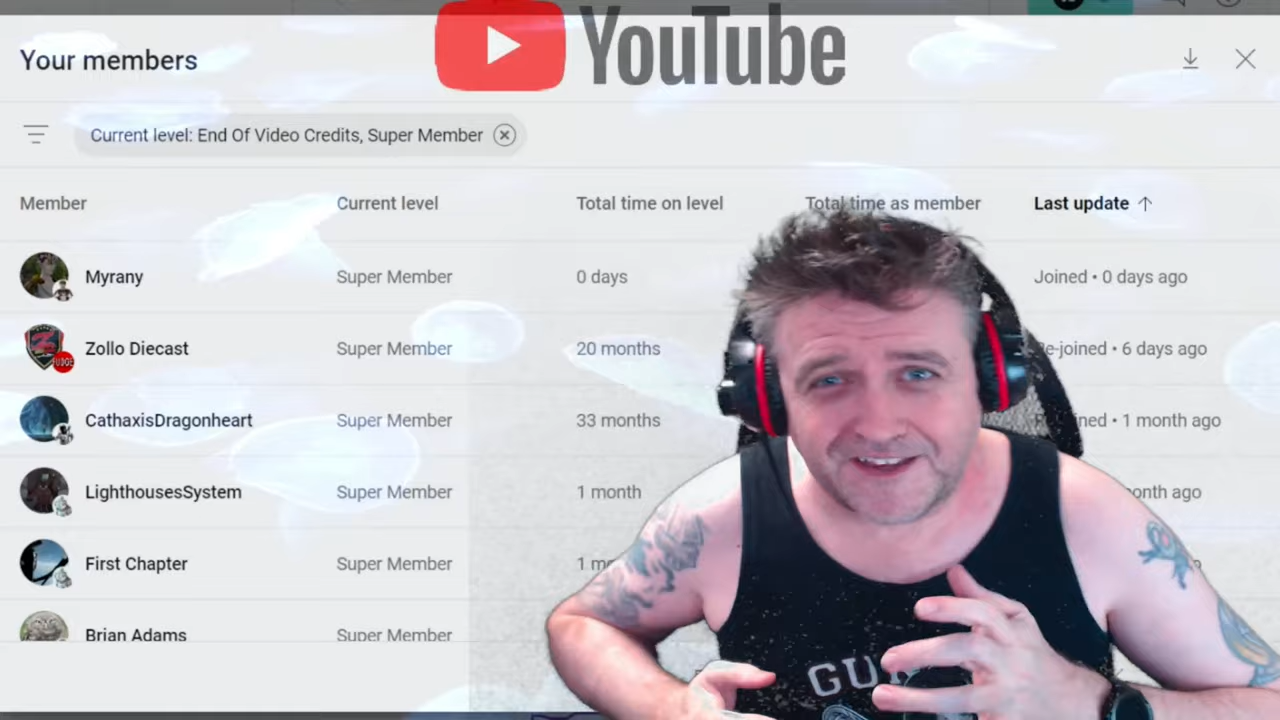 YouTube
Your members
Current level: End Of Video Credits, Super Member
Member Current level Total time on level Total time as member Last update
Myrany Super Member 0 days Joined • 0 days ago
Zollo Diecast Super Member 20 months Re-joined • 6 days ago
CathaxisDragonheart Super Member 33 months ned • 1 month ago
LighthousesSystem Super Member 1 month onth ago
First Chapter Super Member 1
Brian Adams Super Member